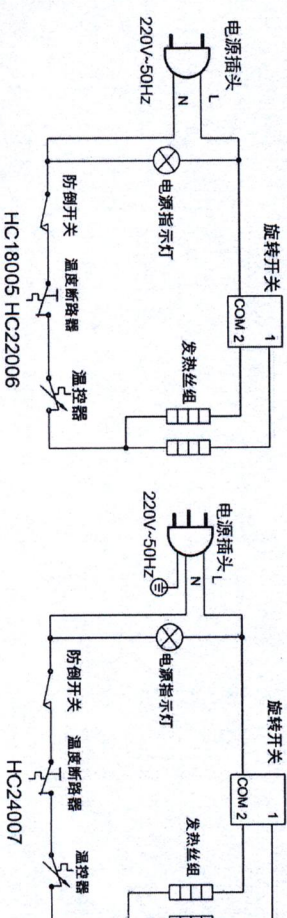 电源插头
220V~50Hz
L
N
电源指示灯
旋转开关
1
COM 2
发热丝组
防倒开关
温度断路器
温控器
HC18005 HC22006
电源插头
220V~50Hz
L
N
电源指示灯
旋转开关
1
COM 2
发热丝组
防倒开关
温度断路器
温控器
HC24007